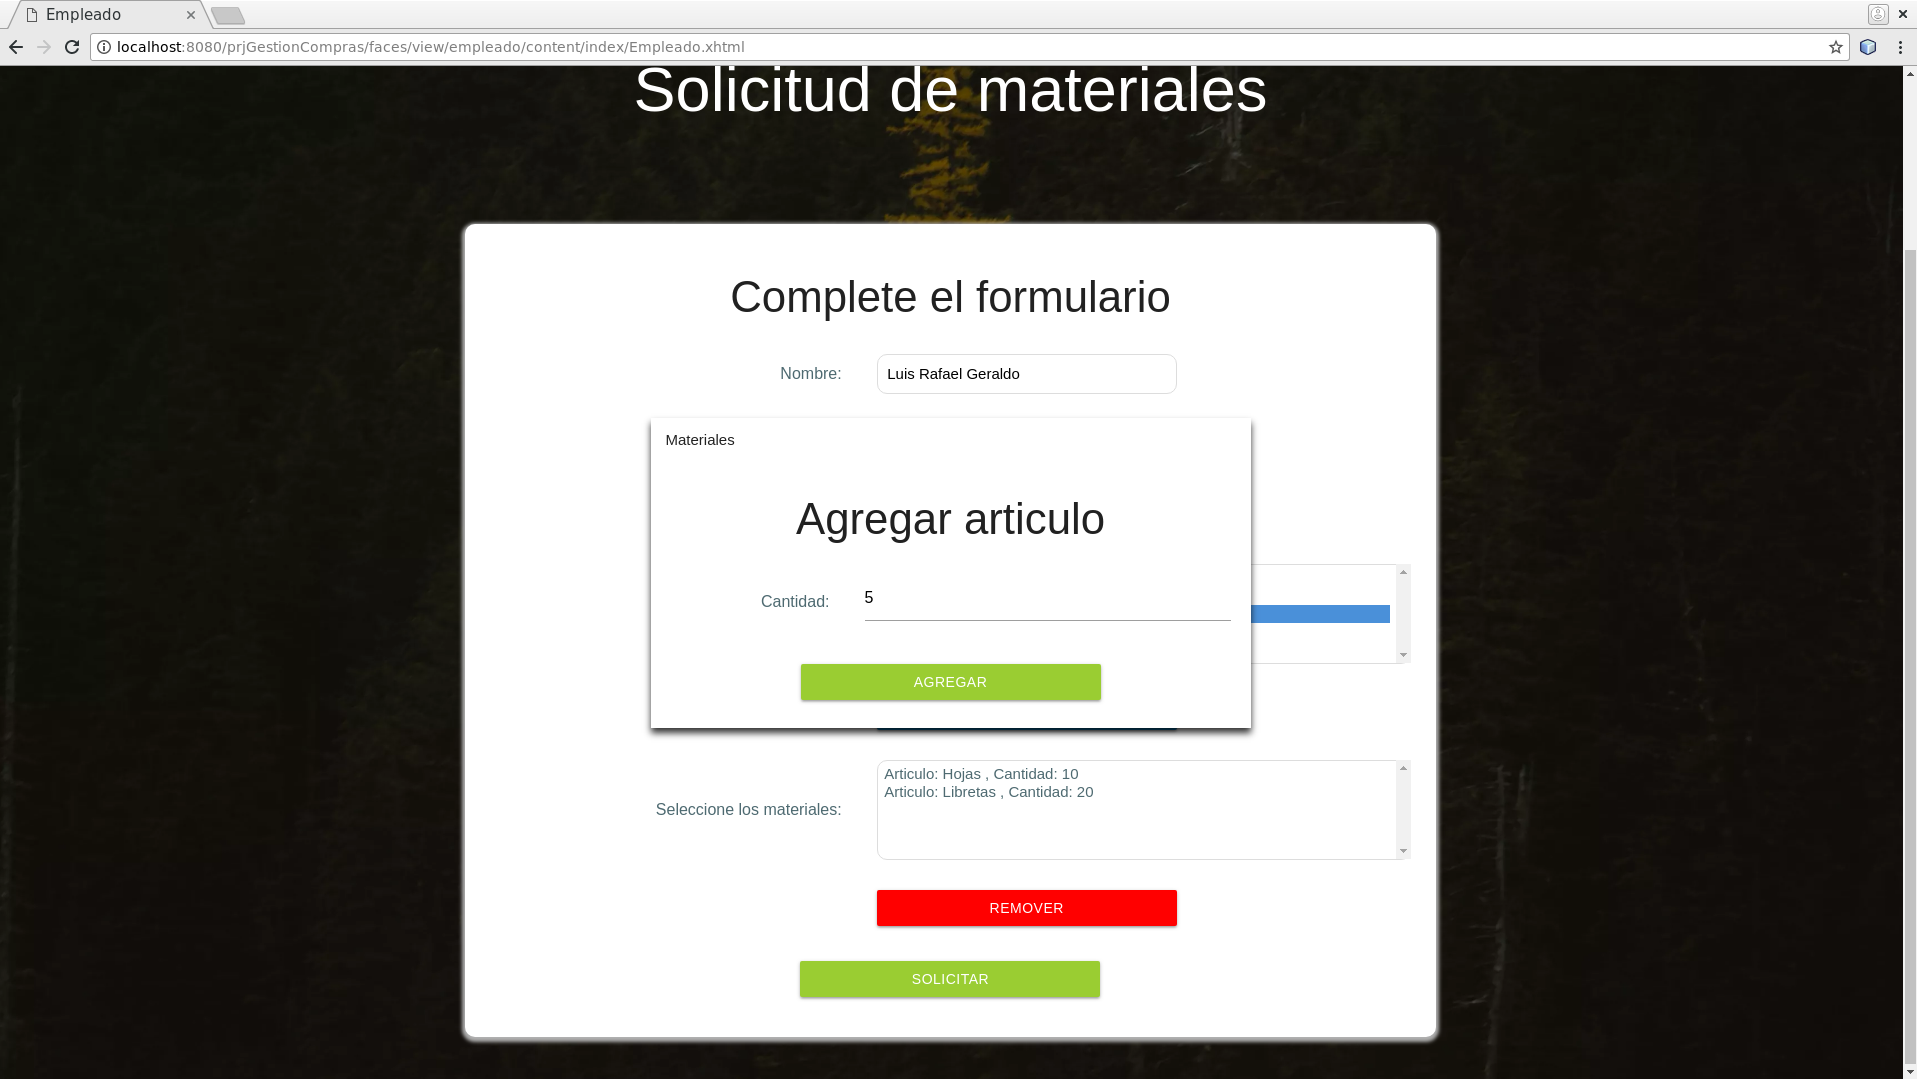 Empleado
localhost:8080/prjGestionCompras/faces/view/empleado/content/index/Empleado.xhtml
Solicitud de materiales
Complete el formulario
Nombre: Luis Rafael Geraldo
Materiales
Agregar articulo
Cantidad: 5
AGREGAR
Articulo: Hojas , Cantidad: 10
Articulo: Libretas , Cantidad: 20
Seleccione los materiales:
REMOVER
SOLICITAR